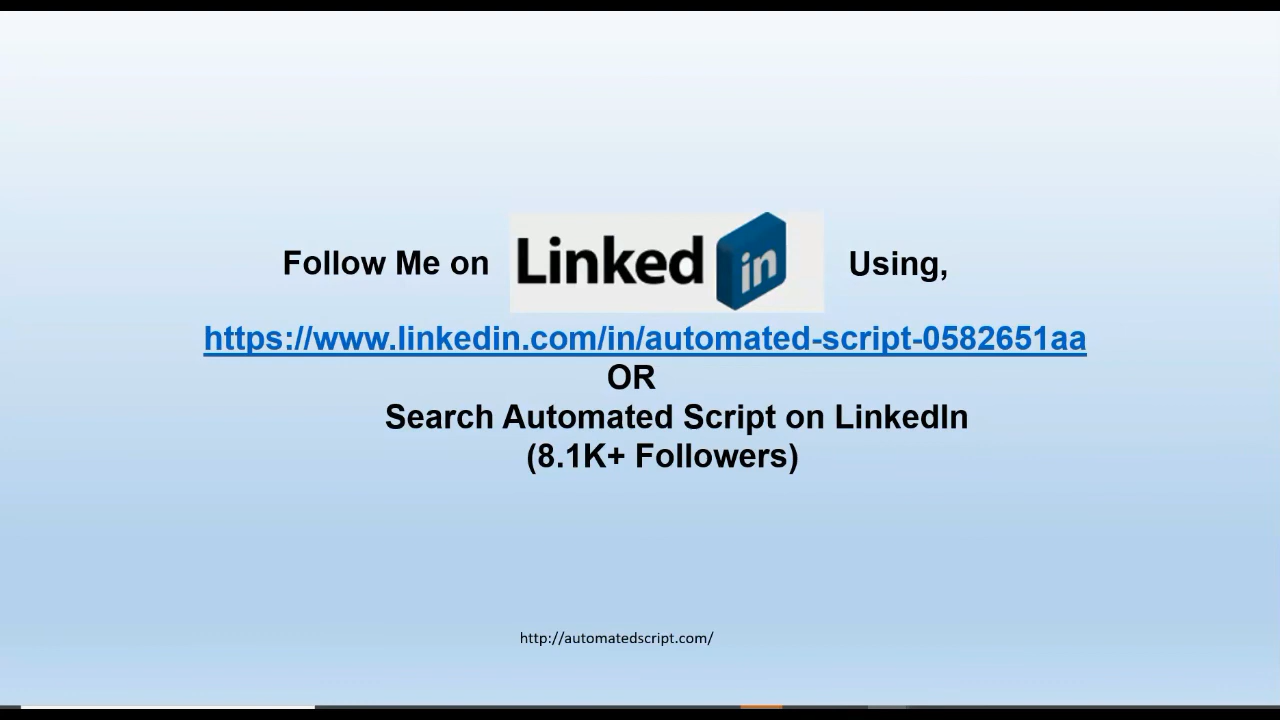 Follow Me on Linked in Using,
https://www.linkedin.com/in/automated-script-0582651aa
OR
Search Automated Script on LinkedIn
(8.1K+ Followers)
http://automatedscript.com/